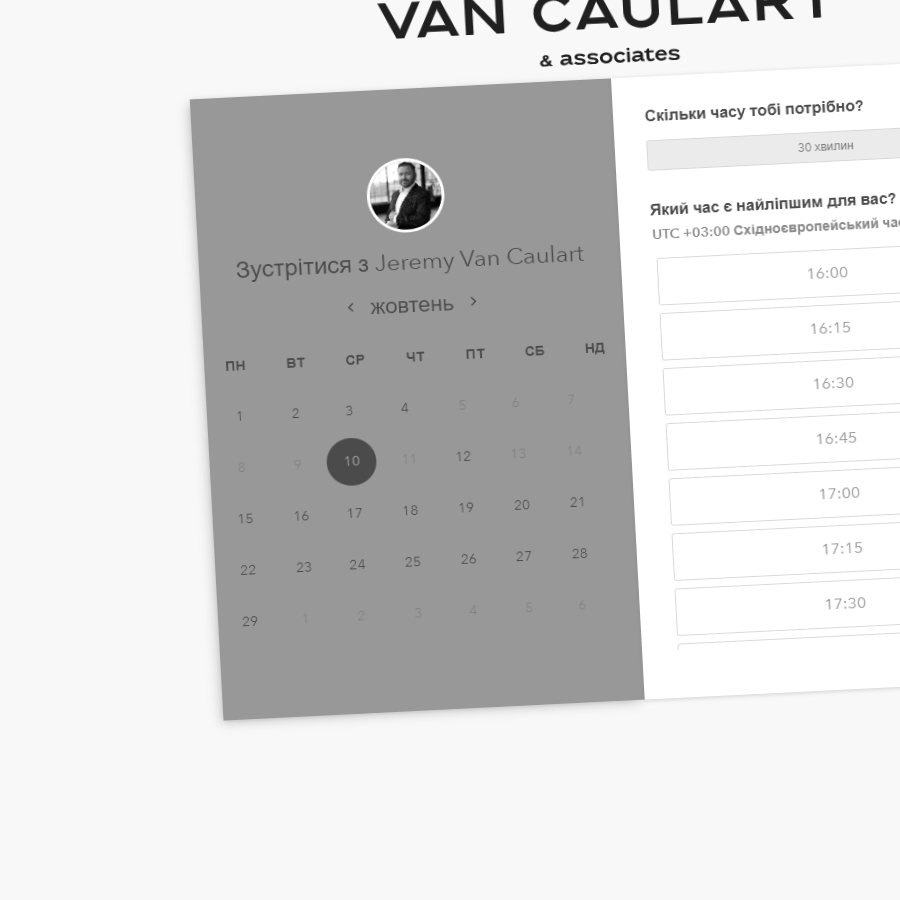 VAN CAULART
& associates
Зустрітися з Jeremy Van Caulart
жовтень
ПН ВТ СР ЧТ ПТ СБ НД
1 2 3 4 5 6 7
8 9 10 11 12 13 14
15 16 17 18 19 20 21
22 23 24 25 26 27 28
29 1 2 3 4 5 6
Скільки часу тобі потрібно?
30 хвилин
Який час є найліпшим для вас?
UTC +03:00 Східноєвропейський
16:00
16:15
16:30
16:45
17:00
17:15
17:30